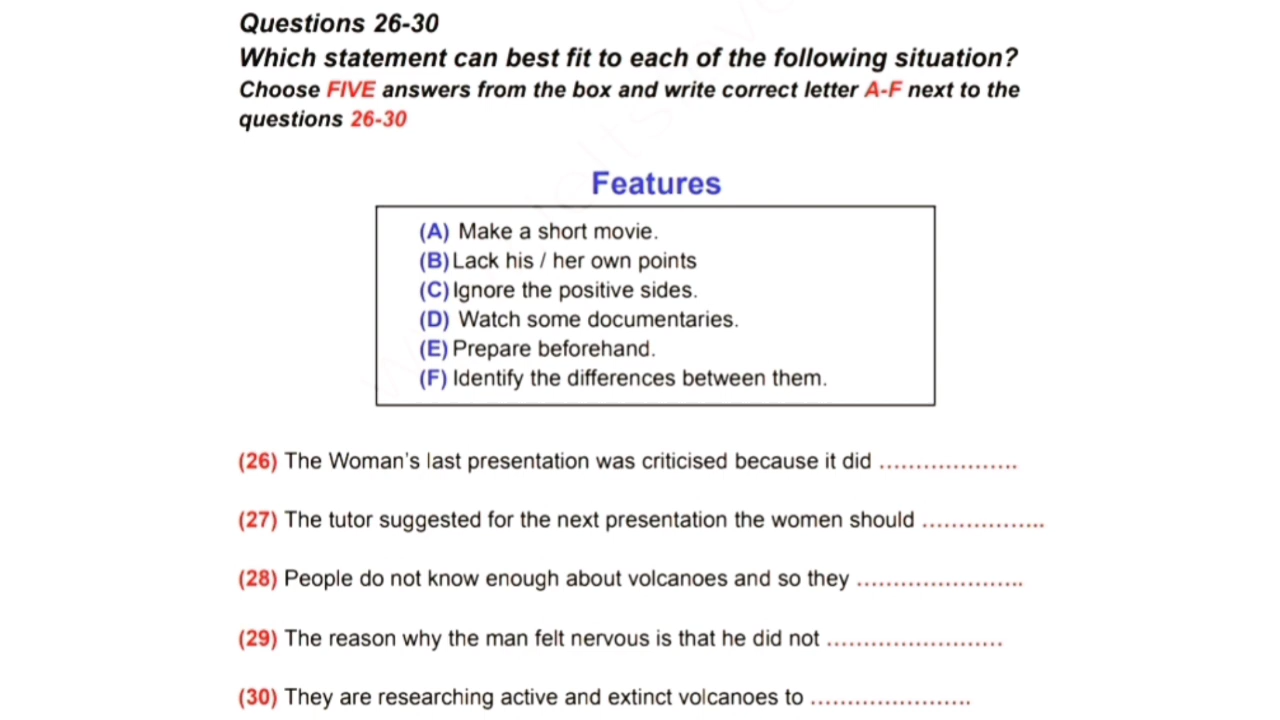 Questions 26-30
Which statement can best fit to each of the following situation?
Choose FIVE answers from the box and write correct letter A-F next to the
questions 26-30
Features
(A) Make a short movie.
(B) Lack his / her own points
(C) Ignore the positive sides.
(D) Watch some documentaries.
(E) Prepare beforehand.
(F) Identify the differences between them.
(26) The Woman's last presentation was criticised because it did ...................
(27) The tutor suggested for the next presentation the women should .................
(28) People do not know enough about volcanoes and so they .......................
(29) The reason why the man felt nervous is that he did not ........................
(30) They are researching active and extinct volcanoes to ......................